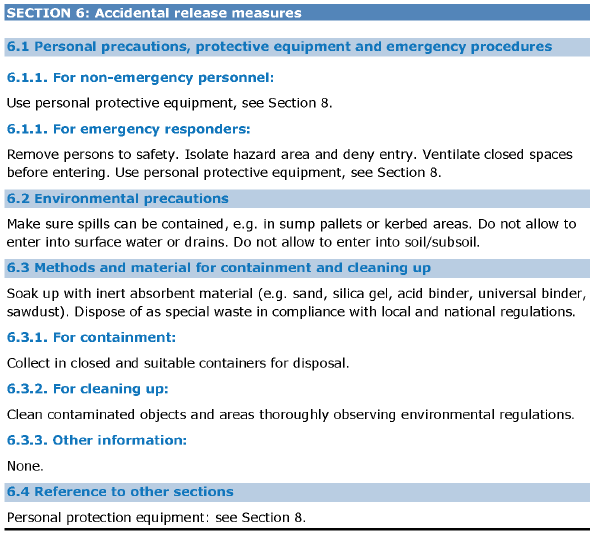 SECTION 6: Accidental release measures
6.1 Personal precautions, protective equipment and emergency procedures
6.1.1. For non-emergency personnel:
Use personal protective equipment, see Section 8.
6.1.1. For emergency responders:
Remove persons to safety. Isolate hazard area and deny entry. Ventilate closed spaces
before entering. Use personal protective equipment, see Section 8.
6.2 Environmental precautions
Make sure spills can be contained, e.g. in sump pallets or kerbed areas. Do not allow to
enter into surface water or drains. Do not allow to enter into soil/subsoil.
6.3 Methods and material for containment and cleaning up
Soak up with inert absorbent material (e.g. sand, silica gel, acid binder, universal binder,
sawdust). Dispose of as special waste in compliance with local and national regulations.
6.3.1. For containment:
Collect in closed and suitable containers for disposal.
6.3.2. For cleaning up:
Clean contaminated objects and areas thoroughly observing environmental regulations.
6.3.3. Other information:
None.
6.4 Reference to other sections
Personal protection equipment: see Section 8.